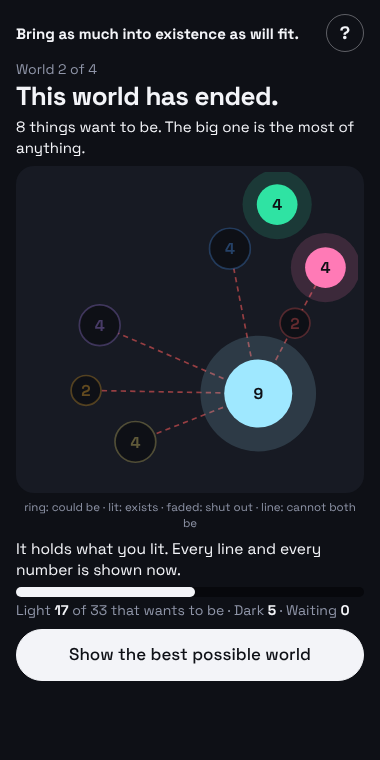 Bring as much into existence as will fit.
?
World 2 of 4
This world has ended.
8 things want to be. The big one is the most of
anything.
4
4
4
2
4
2
9
4
ring: could be · lit: exists · faded: shut out · line: cannot both
be
It holds what you lit. Every line and every
number is shown now.
Light 17 of 33 that wants to be · Dark 5 · Waiting 0
Show the best possible world